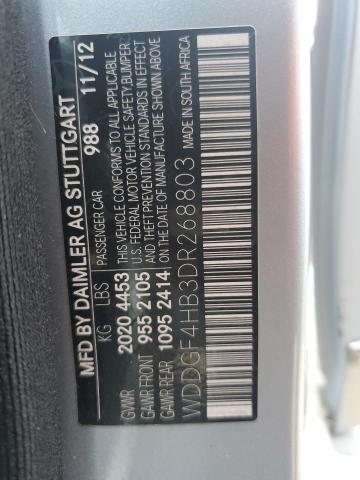 MFD BY DAIMLER AG STUTTGART
988 11/12
KG LBS PASSENGER CAR
GVWR 2020 4453
GAWR FRONT 955 2105
GAWR REAR 1095 2414
THIS VEHICLE CONFORMS TO ALL APPLICABLE
U.S. FEDERAL MOTOR VEHICLE SAFETY,BUMPER,
AND THEFT PREVENTION STANDARDS IN EFFECT
ON THE DATE OF MANUFACTURE
SHOWN ABOVE.
WDDGF4HB3DR268803
MADE IN SOUTH AFRICA